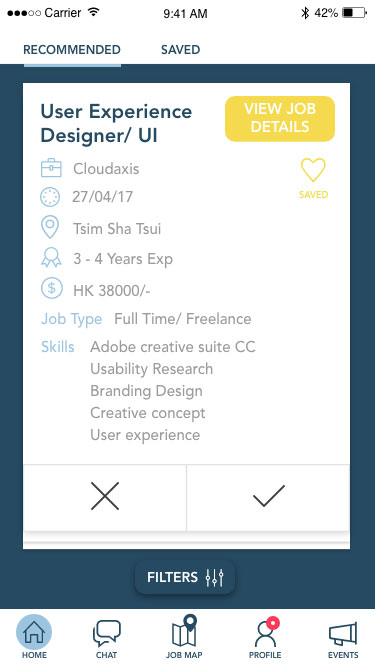 Carrier 9:41 AM 42%
RECOMMENDED SAVED
User Experience
Designer/ UI
VIEW JOB
DETAILS
Cloudaxis
SAVED
27/04/17
Tsim Sha Tsui
3 - 4 Years Exp
$ HK 38000/-
Job Type Full Time/ Freelance
Skills Adobe creative suite CC
Usability Research
Branding Design
Creative concept
User experience
FILTERS
HOME CHAT JOB MAP PROFILE EVENTS